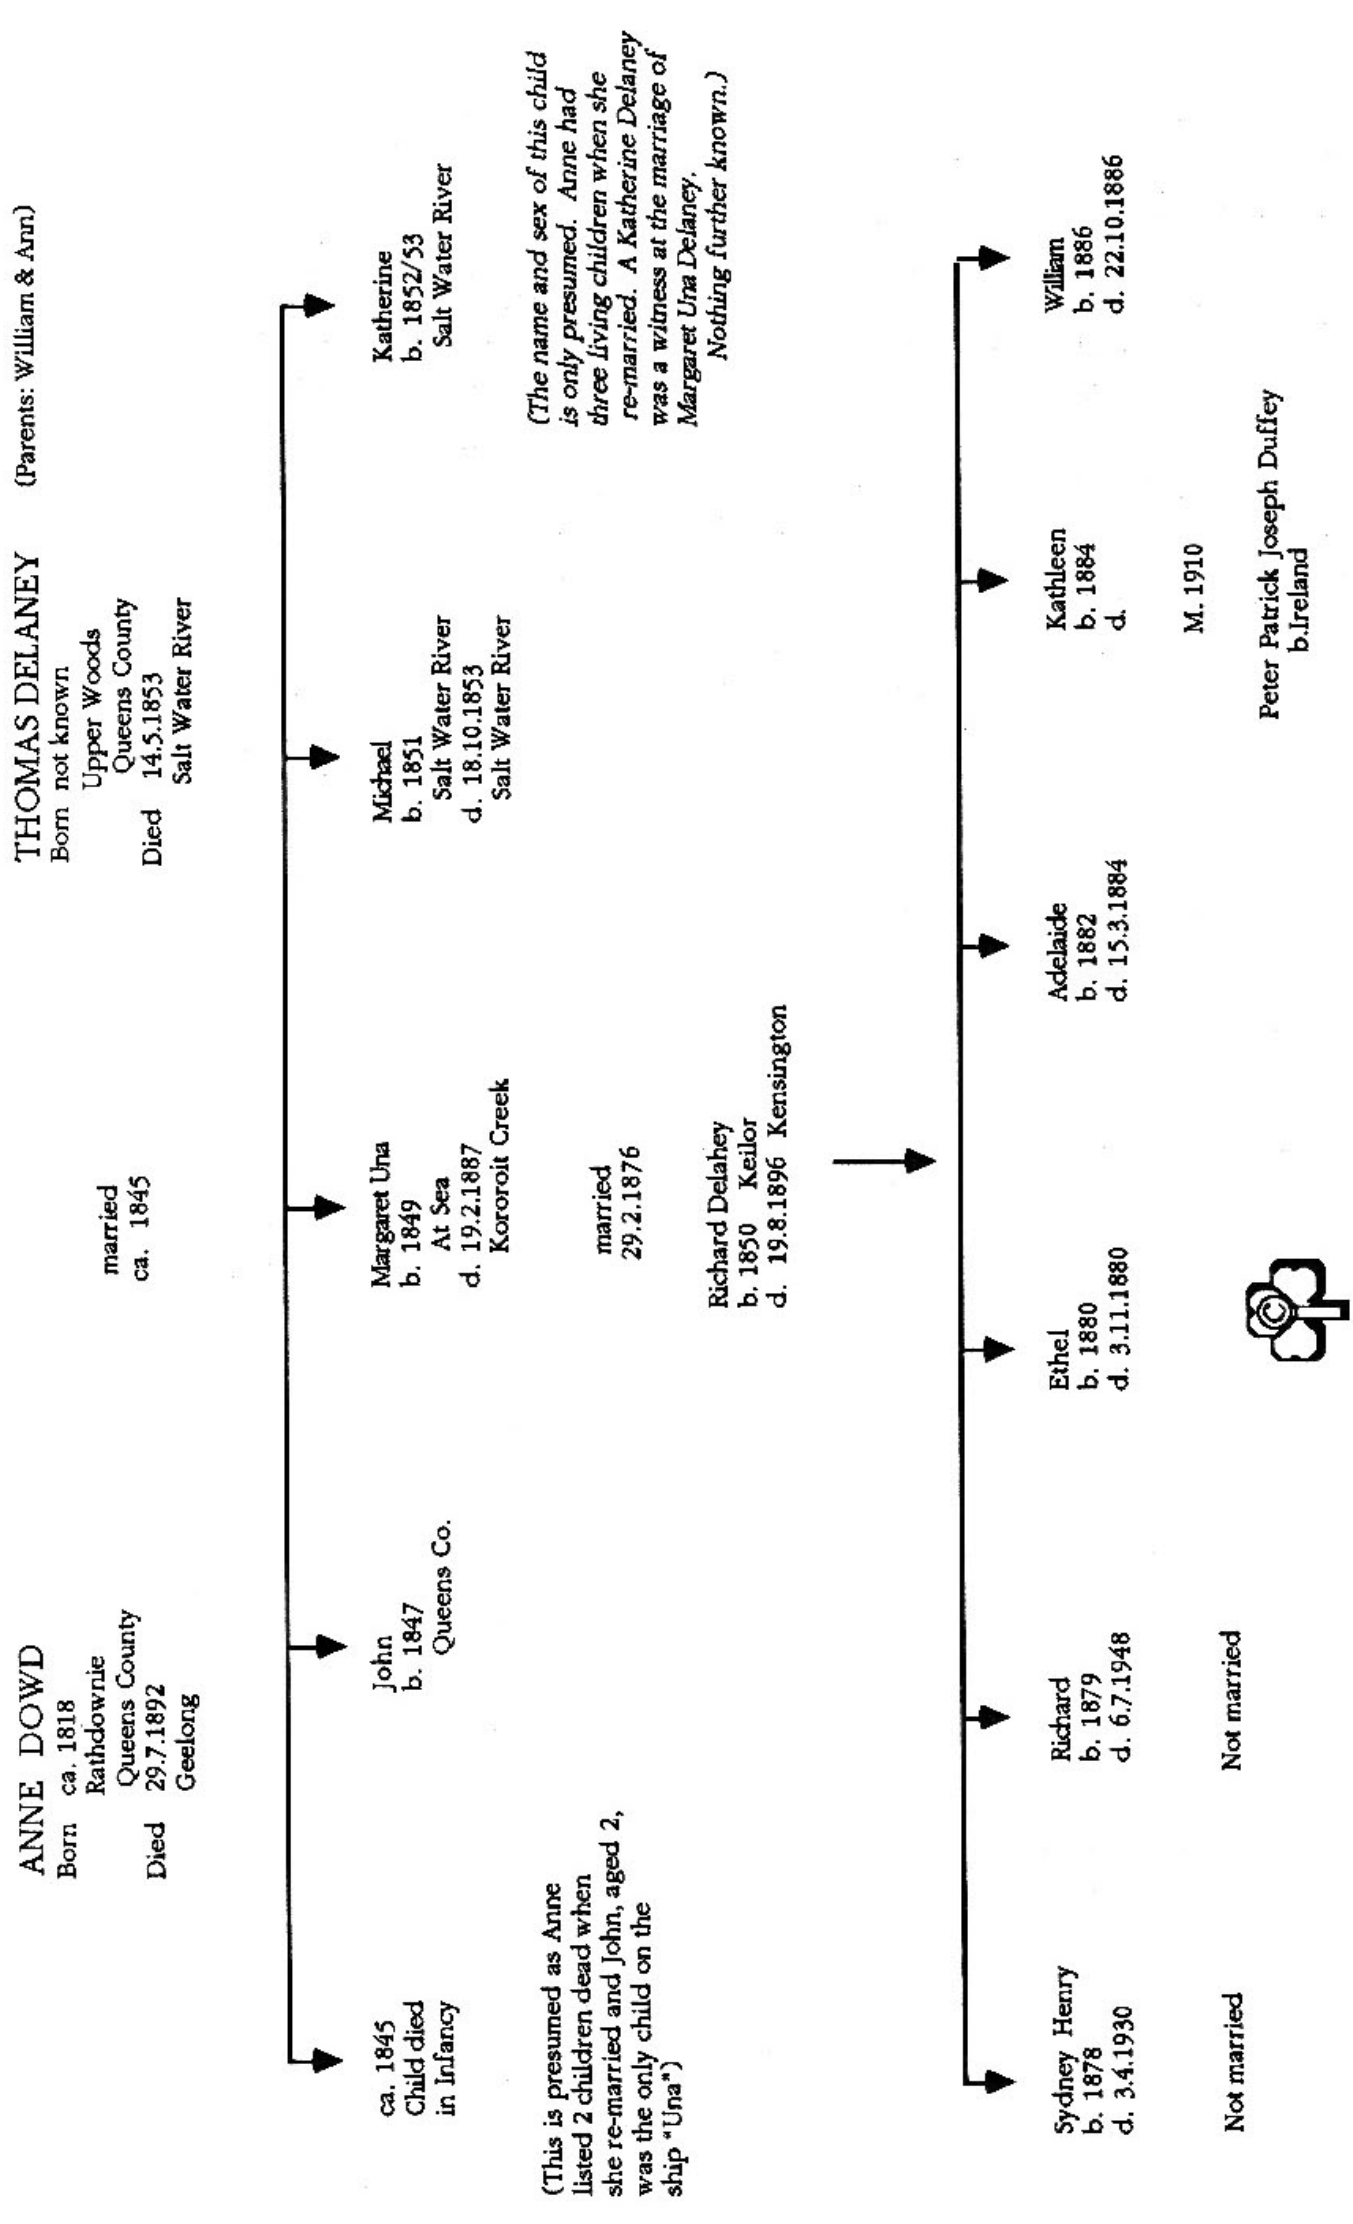 ANNE DOWD
Born ca. 1818
Rathdownie
Queens County
Died 29.7.1892
Geelong
married
ca. 1845
THOMAS DELANEY (Parents: William & Ann)
Born not known
Upper Woods
Queens County
Died 14.5.1853
Salt Water River
ca. 1845
Child died
in Infancy
(This is presumed as Anne
listed 2 children dead when
she re-married and John, aged 2,
was the only child on the
ship "Una")
John
b. 1847
Queens Co.
Margaret Una
b. 1849
At Sea
d. 19.2.1887
Kororoit Creek
married
29.2.1876
Richard Delahey
b. 1850 Keilor
d. 19.8.1896 Kensington
Michael
b. 1851
Salt Water River
d. 18.10.1853
Salt Water River
Katherine
b. 1852/53
Salt Water River
(The name and sex of this child
is only presumed. Anne had
three living children when she
re-married. A Katherine Delaney
was a witness at the marriage of
Margaret Una Delaney.
Nothing further known.)
Sydney Henry
b. 1878
d. 3.4.1930
Not married
Richard
b. 1879
d. 6.7.1948
Not married
Ethel
b. 1880
d. 3.11.1880
Adelaide
b. 1882
d. 15.3.1884
Kathleen
b. 1884
d.
M. 1910
Peter Patrick Joseph Duffey
b.Ireland
William
b. 1886
d. 22.10.1886
©